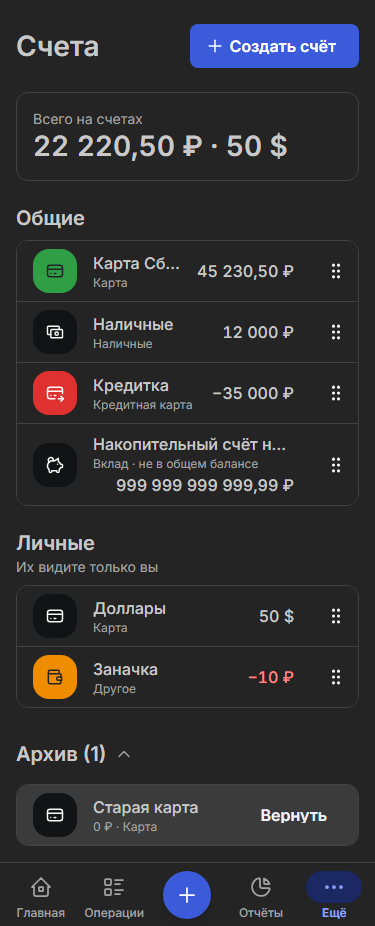 Счета
Создать счёт
Всего на счетах
22 220,50 ₽ · 50 $
Общие
Карта Сб...
45 230,50 ₽
Карта
Наличные
12 000 ₽
Наличные
Кредитка
−35 000 ₽
Кредитная карта
Накопительный счёт н...
Вклад · не в общем балансе
999 999 999 999,99 ₽
Личные
Их видите только вы
Доллары
50 $
Карта
Заначка
−10 ₽
Другое
Архив (1)
Старая карта
Вернуть
0 ₽ · Карта
Главная
Операции
Отчёты
Ещё